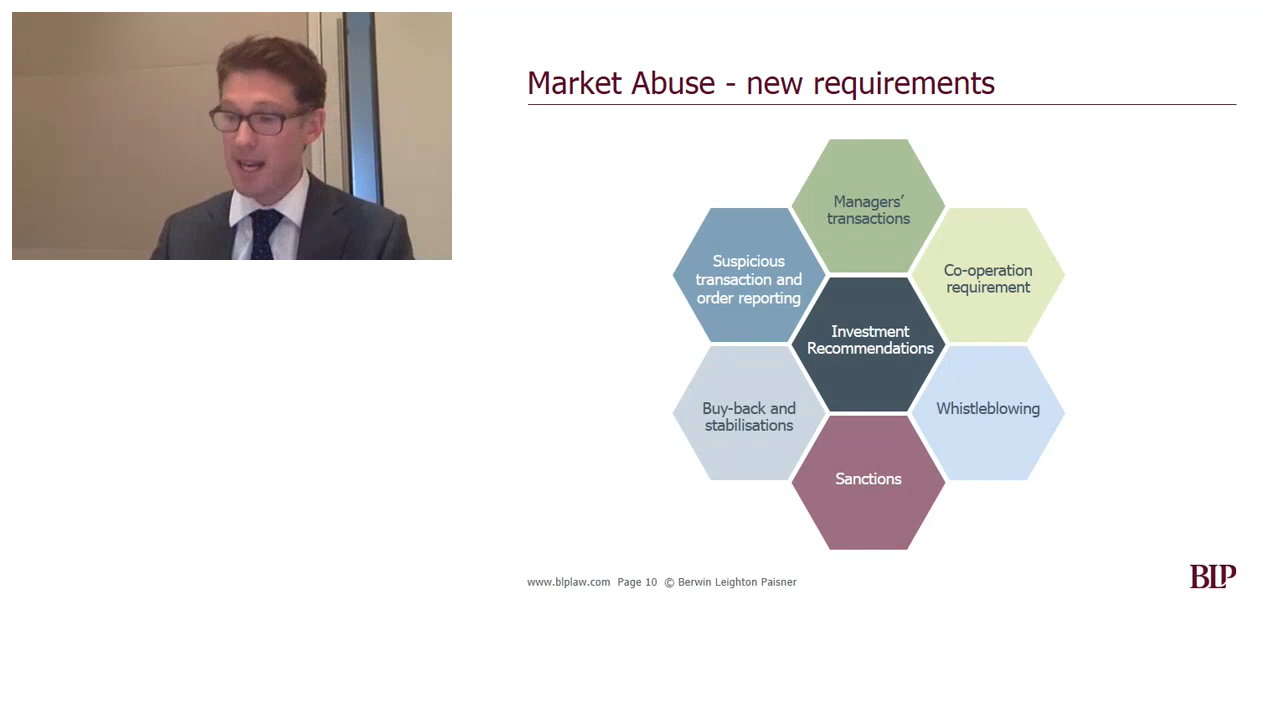 Market Abuse - new requirements
Managers’
transactions
Suspicious
transaction and
order reporting
Co-operation
requirement
Investment
Recommendations
Buy-back and
stabilisations
Whistleblowing
Sanctions
www.blplaw.com Page 10 © Berwin Leighton Paisner
BLP